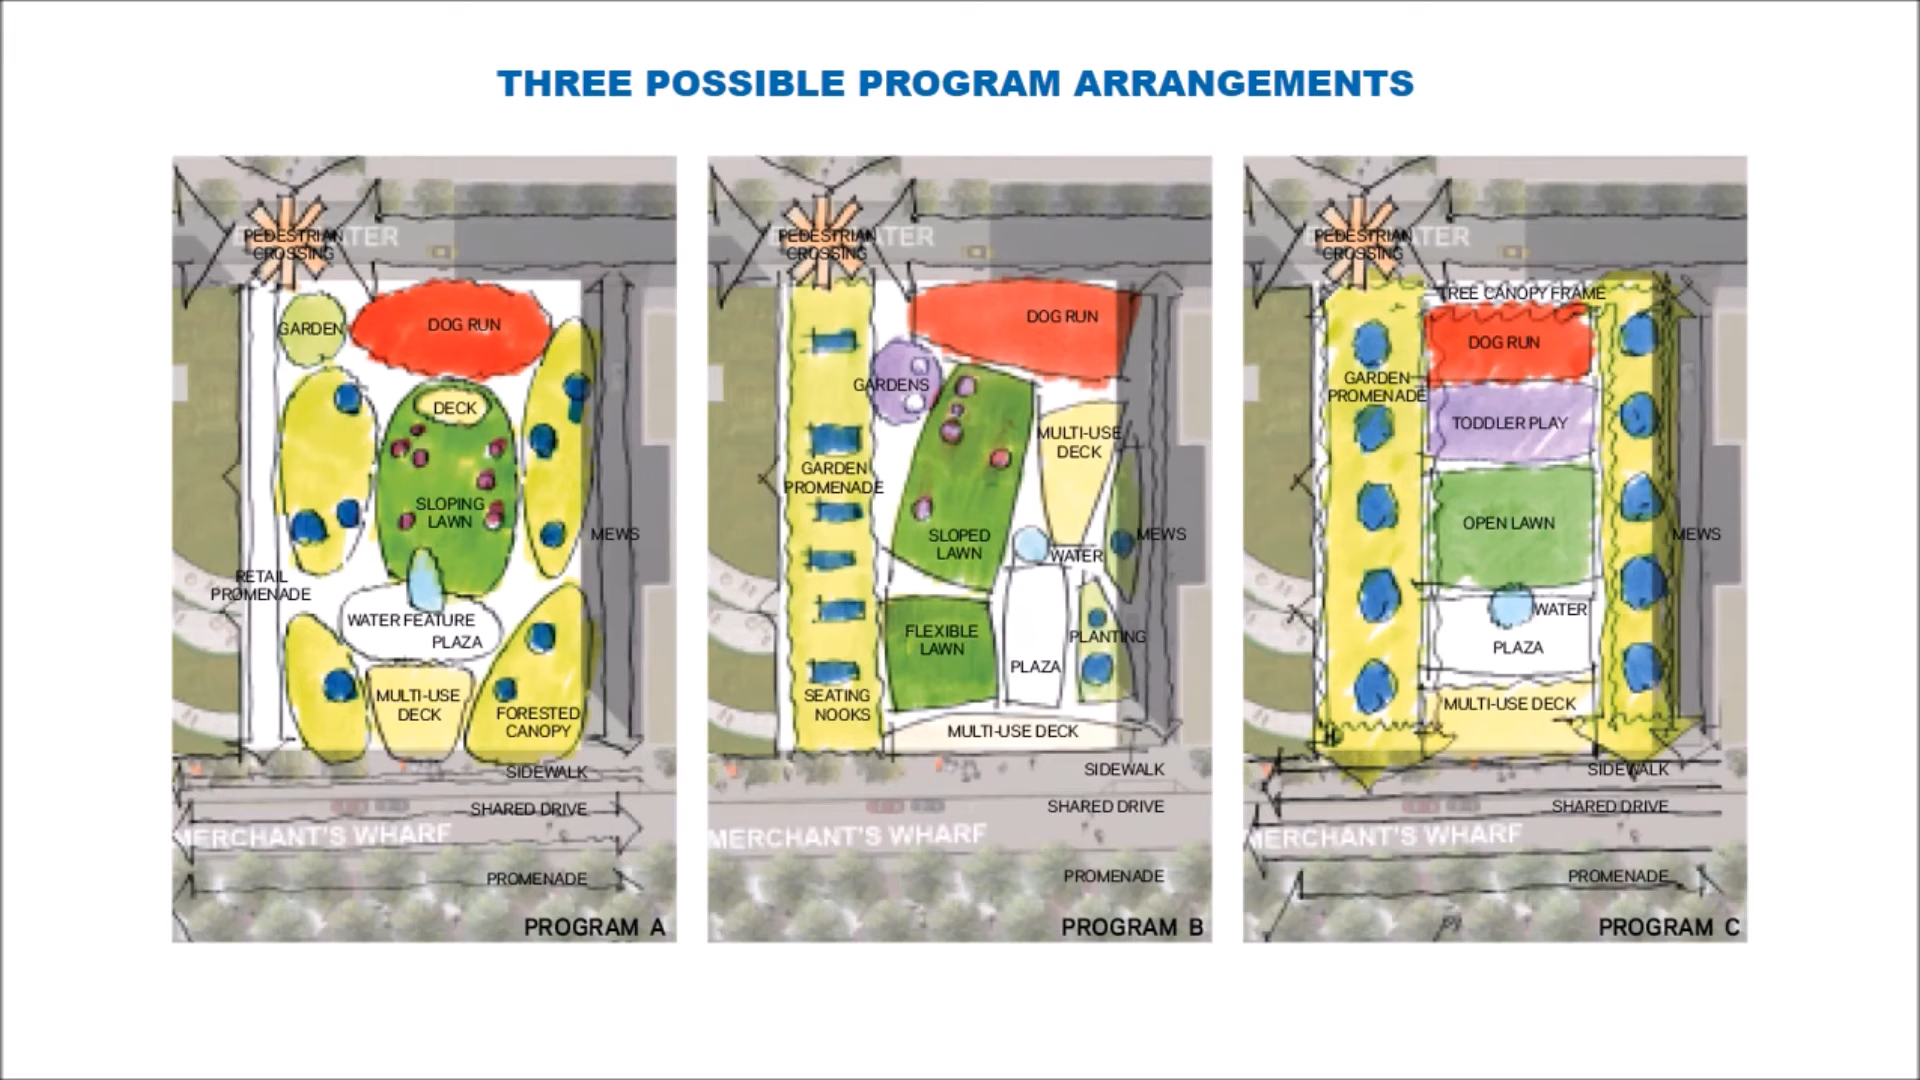 THREE POSSIBLE PROGRAM ARRANGEMENTS
PEDESTRIAN
CROSSING
GARDEN
DOG RUN
DECK
SLOPING
LAWN
MEWS
RETAIL
PROMENADE
WATER FEATURE
PLAZA
MULTI-USE
DECK
FORESTED
CANOPY
SIDEWALK
SHARED DRIVE
MERCHANT'S WHARF
PROMENADE
PROGRAM A
PEDESTRIAN
CROSSING
DOG RUN
GARDENS
MULTI-USE
DECK
GARDEN
PROMENADE
SLOPED
LAWN
WATER
MEWS
FLEXIBLE
LAWN
PLANTING
PLAZA
SEATING
NOOKS
MULTI-USE DECK
SIDEWALK
SHARED DRIVE
MERCHANT'S WHARF
PROMENADE
PROGRAM B
PEDESTRIAN
CROSSING
TREE CANOPY FRAME
DOG RUN
GARDEN
PROMENADE
TODDLER PLAY
OPEN LAWN
MEWS
WATER
PLAZA
MULTI-USE DECK
SIDEWALK
SHARED DRIVE
MERCHANT'S WHARF
PROMENADE
PROGRAM C